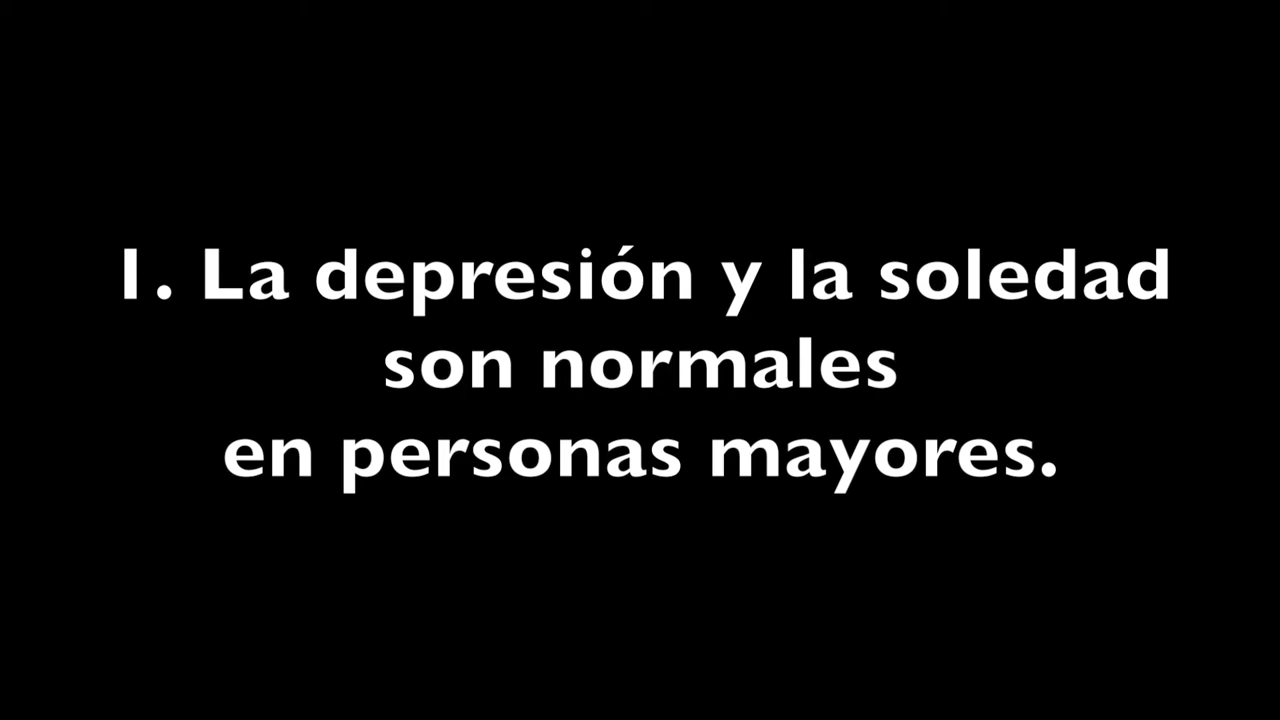 1. La depresión y la soledad
son normales
en personas mayores.